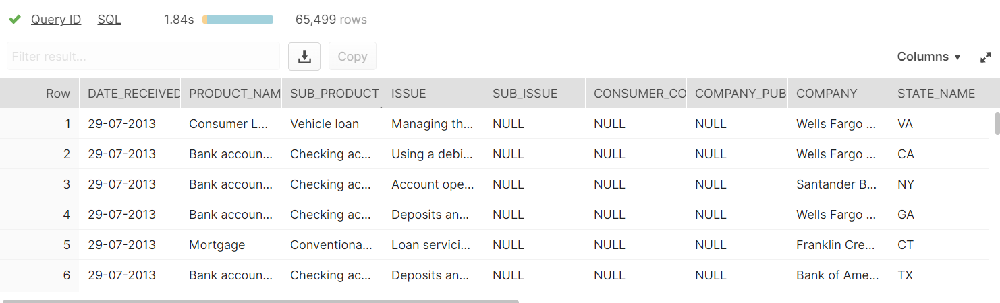 Query ID SQL 1.84s 65,499 rows
Filter result... Copy Columns
Row DATE_RECEIVED PRODUCT_NAM SUB_PRODUCT ISSUE SUB_ISSUE CONSUMER_CO COMPANY_PUB COMPANY STATE_NAME
1 29-07-2013 Consumer L... Vehicle loan Managing th... NULL NULL NULL Wells Fargo ... VA
2 29-07-2013 Bank accoun... Checking ac... Using a debi... NULL NULL NULL Wells Fargo ... CA
3 29-07-2013 Bank accoun... Checking ac... Account ope... NULL NULL NULL Santander B... NY
4 29-07-2013 Bank accoun... Checking ac... Deposits an... NULL NULL NULL Wells Fargo ... GA
5 29-07-2013 Mortgage Conventiona... Loan servici... NULL NULL NULL Franklin Cre... CT
6 29-07-2013 Bank accoun... Checking ac... Deposits an... NULL NULL NULL Bank of Ame... TX